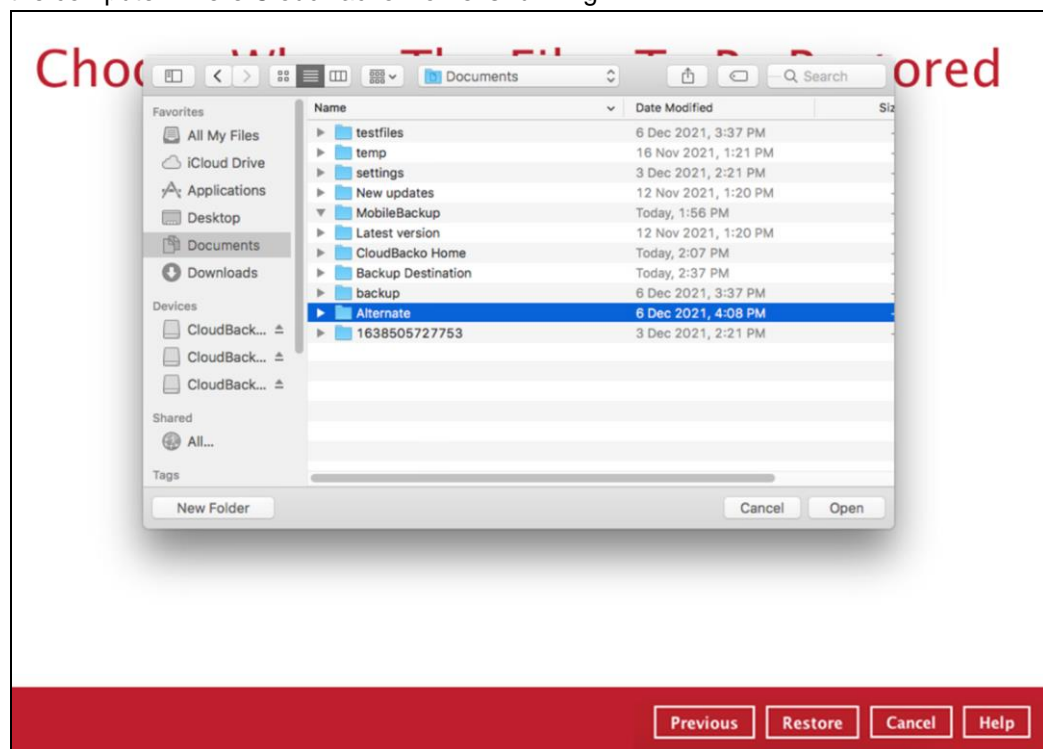 Choo
ored
Documents
Search
Favorites
All My Files
iCloud Drive
Applications
Desktop
Documents
Downloads
Devices
CloudBack...
CloudBack...
CloudBack...
Shared
All...
Tags
Name Date Modified Siz
testfiles 6 Dec 2021, 3:37 PM
temp 16 Nov 2021, 1:21 PM
settings 3 Dec 2021, 2:21 PM
New updates 12 Nov 2021, 1:20 PM
MobileBackup Today, 1:56 PM
Latest version 12 Nov 2021, 1:20 PM
CloudBacko Home Today, 2:07 PM
Backup Destination Today, 2:37 PM
backup 6 Dec 2021, 3:37 PM
Alternate 6 Dec 2021, 4:08 PM
1638505727753 3 Dec 2021, 2:21 PM
New Folder Cancel Open
Previous Restore Cancel Help